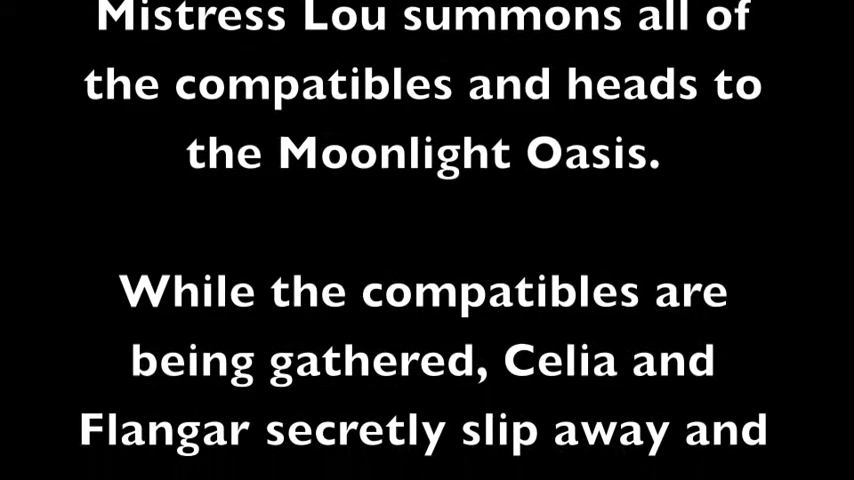 Mistress Lou summons all of
the compatibles and heads to
the Moonlight Oasis.
While the compatibles are
being gathered, Celia and
Flangar secretly slip away and